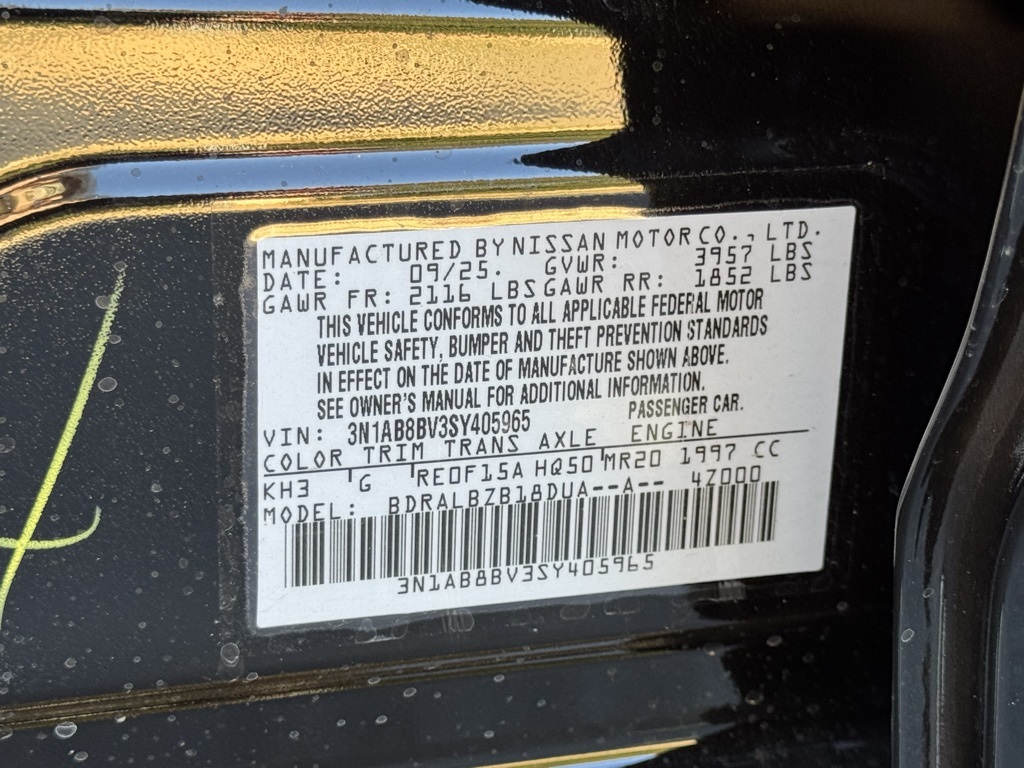 MANUFACTURED BY NISSAN MOTOR CO., LTD.
DATE: 09/25. GVWR: 3957 LBS
GAWR FR: 2116 LBS GAWR RR: 1852 LBS
THIS VEHICLE CONFORMS TO ALL APPLICABLE FEDERAL MOTOR
VEHICLE SAFETY, BUMPER AND THEFT PREVENTION STANDARDS
IN EFFECT ON THE DATE OF MANUFACTURE SHOWN ABOVE.
SEE OWNER'S MANUAL FOR ADDITIONAL INFORMATION.
VIN: 3N1AB8BV3SY405965 PASSENGER CAR.
COLOR TRIM TRANS AXLE ENGINE
KH3 G RE0F15A HQ50 MR20 1997 CC
MODEL: BDRALBZB18DUA--A-- 4Z000
3N1AB8BV3SY405965